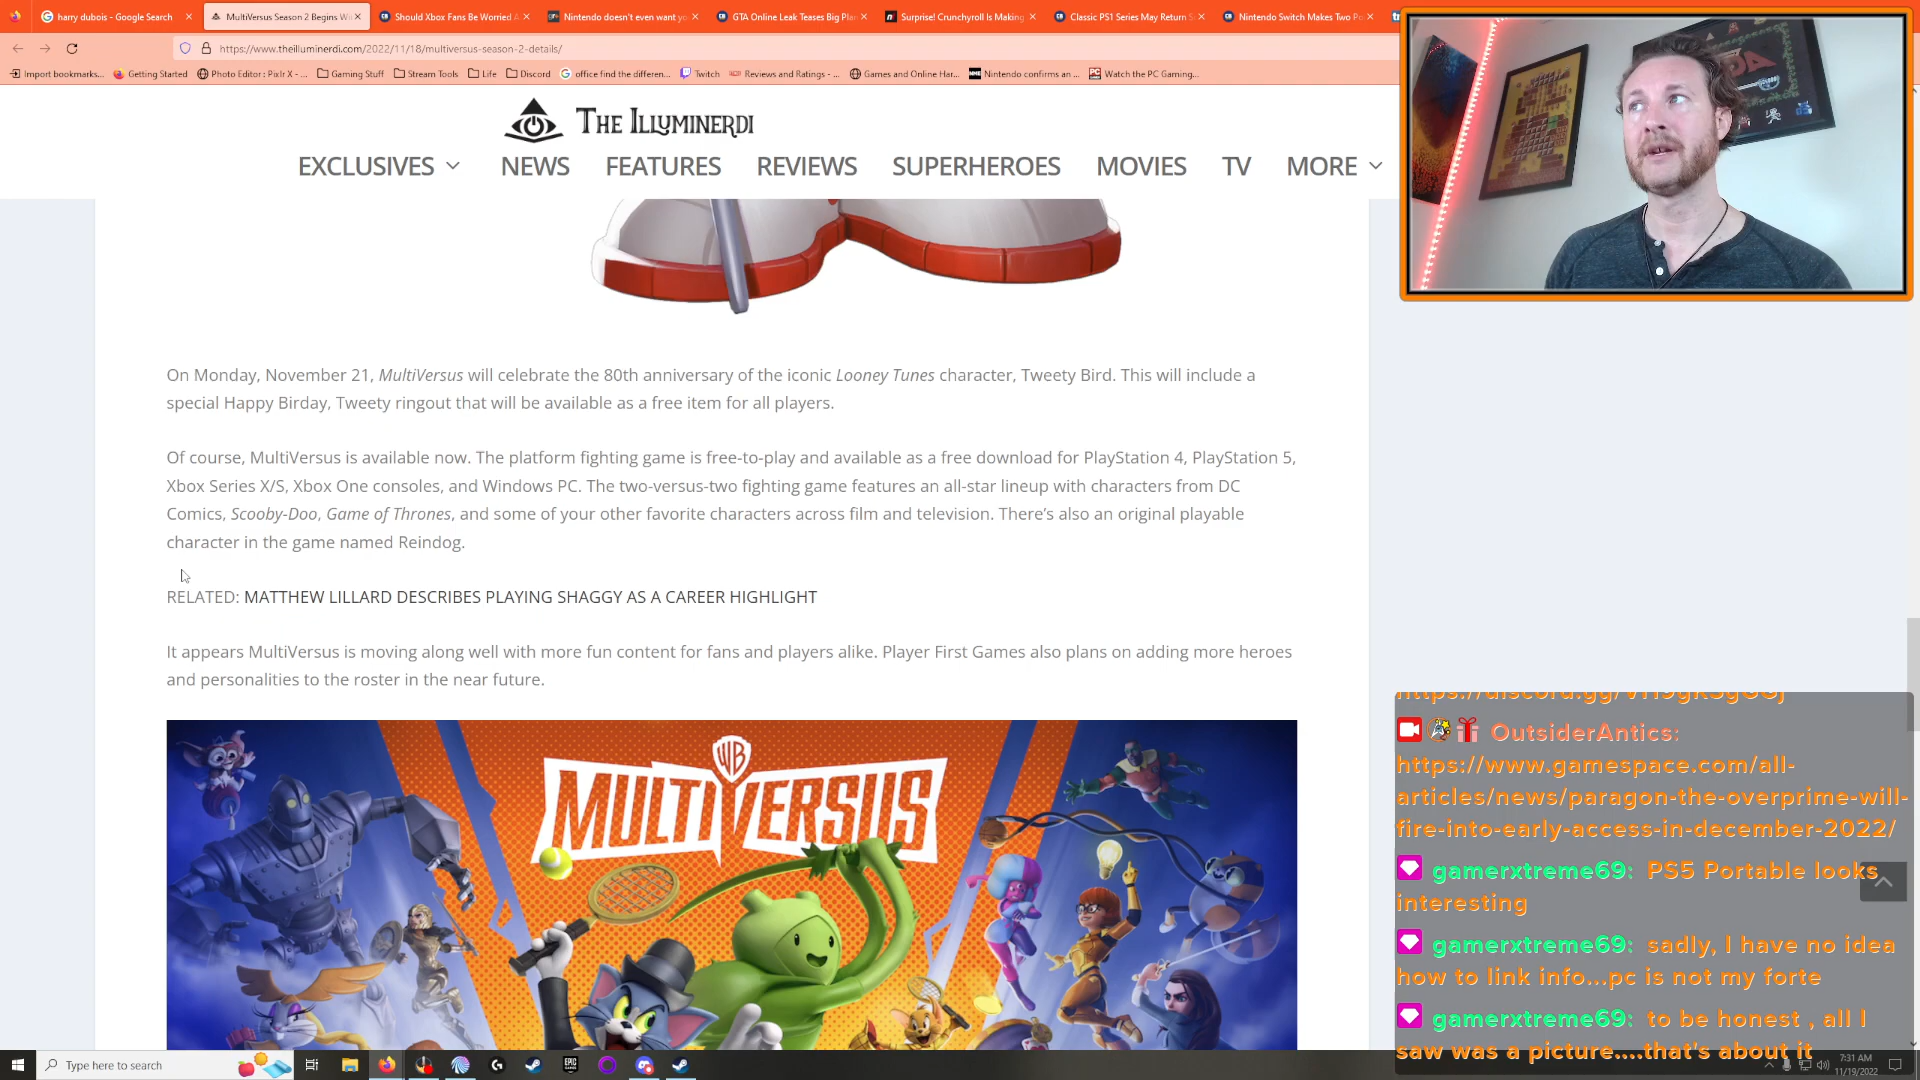 harry dubois - Google Search
MultiVersus Season 2 Begins Wi
Should Xbox Fans Be Worried A
Nintendo doesn't even want yo
GTA Online Leak Teases Big Pla
Surprise! Crunchyroll Is Making
Classic PS1 Series May Return S
Nintendo Switch Makes Two Po
https://www.theilluminerdi.com/2022/11/18/multiversus-season-2-details/
Import bookmarks...
Getting Started
Photo Editor : Pixlr X - ...
Gaming Stuff
Stream Tools
Life
Discord
office find the differen...
Twitch
Reviews and Ratings - ...
Games and Online Har...
Nintendo confirms an ...
Watch the PC Gaming...
THE ILLUMINERDI
EXCLUSIVES NEWS FEATURES REVIEWS SUPERHEROES MOVIES TV MORE
On Monday, November 21, MultiVersus will celebrate the 80th anniversary of the iconic Looney Tunes character, Tweety Bird. This will include a
special Happy Birday, Tweety ringout that will be available as a free item for all players.
Of course, MultiVersus is available now. The platform fighting game is free-to-play and available as a free download for PlayStation 4, PlayStation 5,
Xbox Series X/S, Xbox One consoles, and Windows PC. The two-versus-two fighting game features an all-star lineup with characters from DC
Comics, Scooby-Doo, Game of Thrones, and some of your other favorite characters across film and television. There's also an original playable
character in the game named Reindog.
RELATED: MATTHEW LILLARD DESCRIBES PLAYING SHAGGY AS A CAREER HIGHLIGHT
It appears MultiVersus is moving along well with more fun content for fans and players alike. Player First Games also plans on adding more heroes
and personalities to the roster in the near future.
WB
MULTIVERSUS
OutsiderAntics:
https://www.gamespace.com/all-
articles/news/paragon-the-overprime-will-
fire-into-early-access-in-december-2022/
gamerxtreme69: PS5 Portable looks
interesting
gamerxtreme69: sadly, I have no idea
how to link info...pc is not my forte
gamerxtreme69: to be honest , all I
saw was a picture....that's about it
Type here to search
7:31 AM
11/19/2022